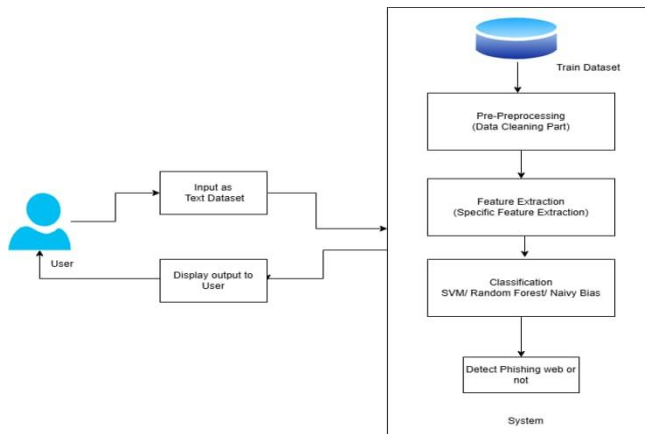 Train Dataset
Pre-Preprocessing
(Data Cleaning Part)
Input as
Text Dataset
Feature Extraction
(Specific Feature Extraction)
User
Display output to
User
Classification
SVM/ Random Forest/ Naivy Bias
Detect Phishing web or
not
System